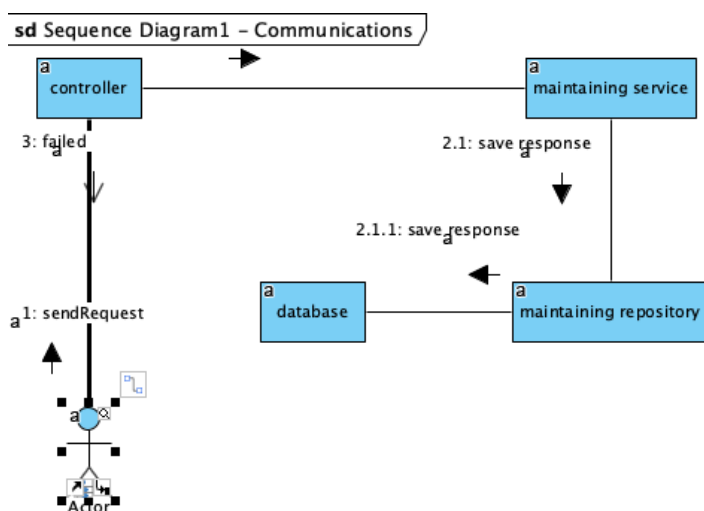 sd Sequence Diagram1 – Communications
a
controller
a
maintaining service
3: failed
a
2.1: save response
a
2.1.1: save response
a
a
database
a
maintaining repository
1: sendRequest
a
a
Actor